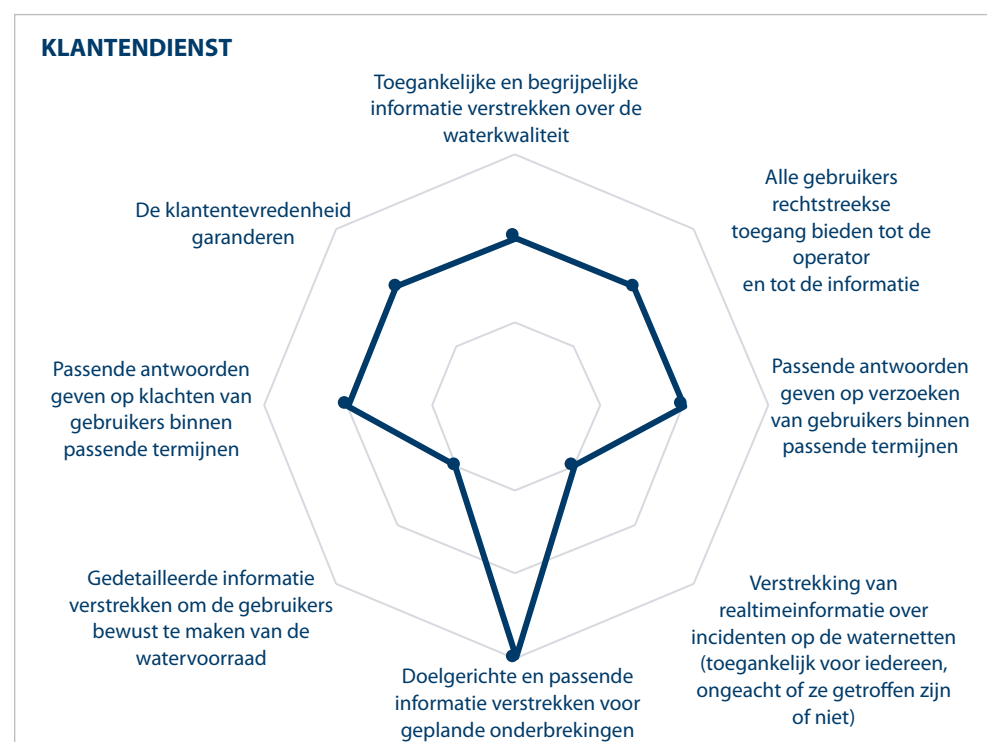 KLANTENDIENST
Toegankelijke en begrijpelijke
informatie verstrekken over de
waterkwaliteit
Alle gebruikers
rechtstreekse
toegang bieden tot de
operator
en tot de informatie
Passende antwoorden
geven op verzoeken
van gebruikers binnen
passende termijnen
Verstrekking van
realtimeinformatie over
incidenten op de waternetten
(toegankelijk voor iedereen,
ongeacht of ze getroffen zijn
of niet)
Doelgerichte en passende
informatie verstrekken voor
geplande onderbrekingen
Gedetailleerde informatie
verstrekken om de gebruikers
bewust te maken van de
watervoorraad
Passende antwoorden
geven op klachten van
gebruikers binnen
passende termijnen
De klantentevredenheid
garanderen